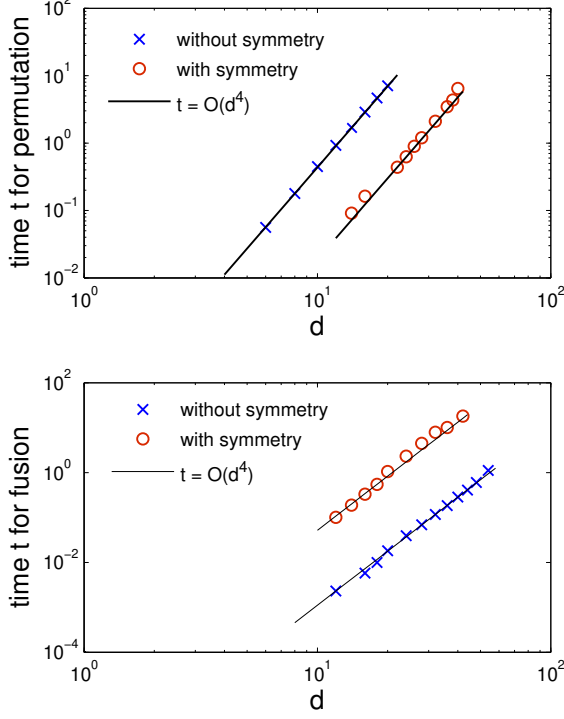 10^2
10^1
10^0
10^-1
10^-2
time t for permutation
without symmetry
with symmetry
t = O(d^4)
10^0
10^1
10^2
d
10^2
10^0
10^-2
10^-4
time t for fusion
without symmetry
with symmetry
t = O(d^4)
10^0
10^1
10^2
d